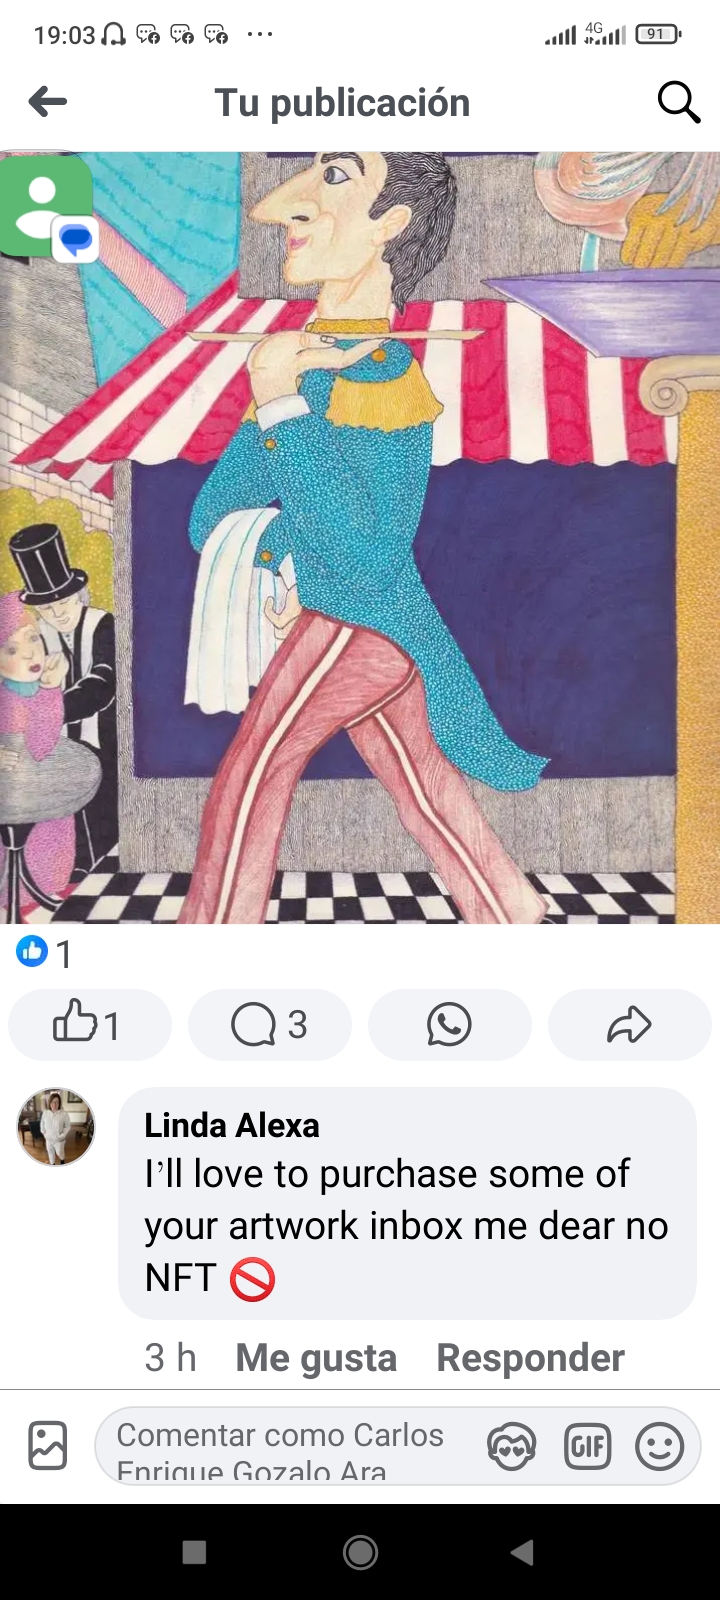 19:03
4G
91
Tu publicación
1
1
3
Linda Alexa
I’ll love to purchase some of
your artwork inbox me dear no
NFT 🚫
3 h Me gusta Responder
Comentar como Carlos
Enrique Gozalo Ara
GIF